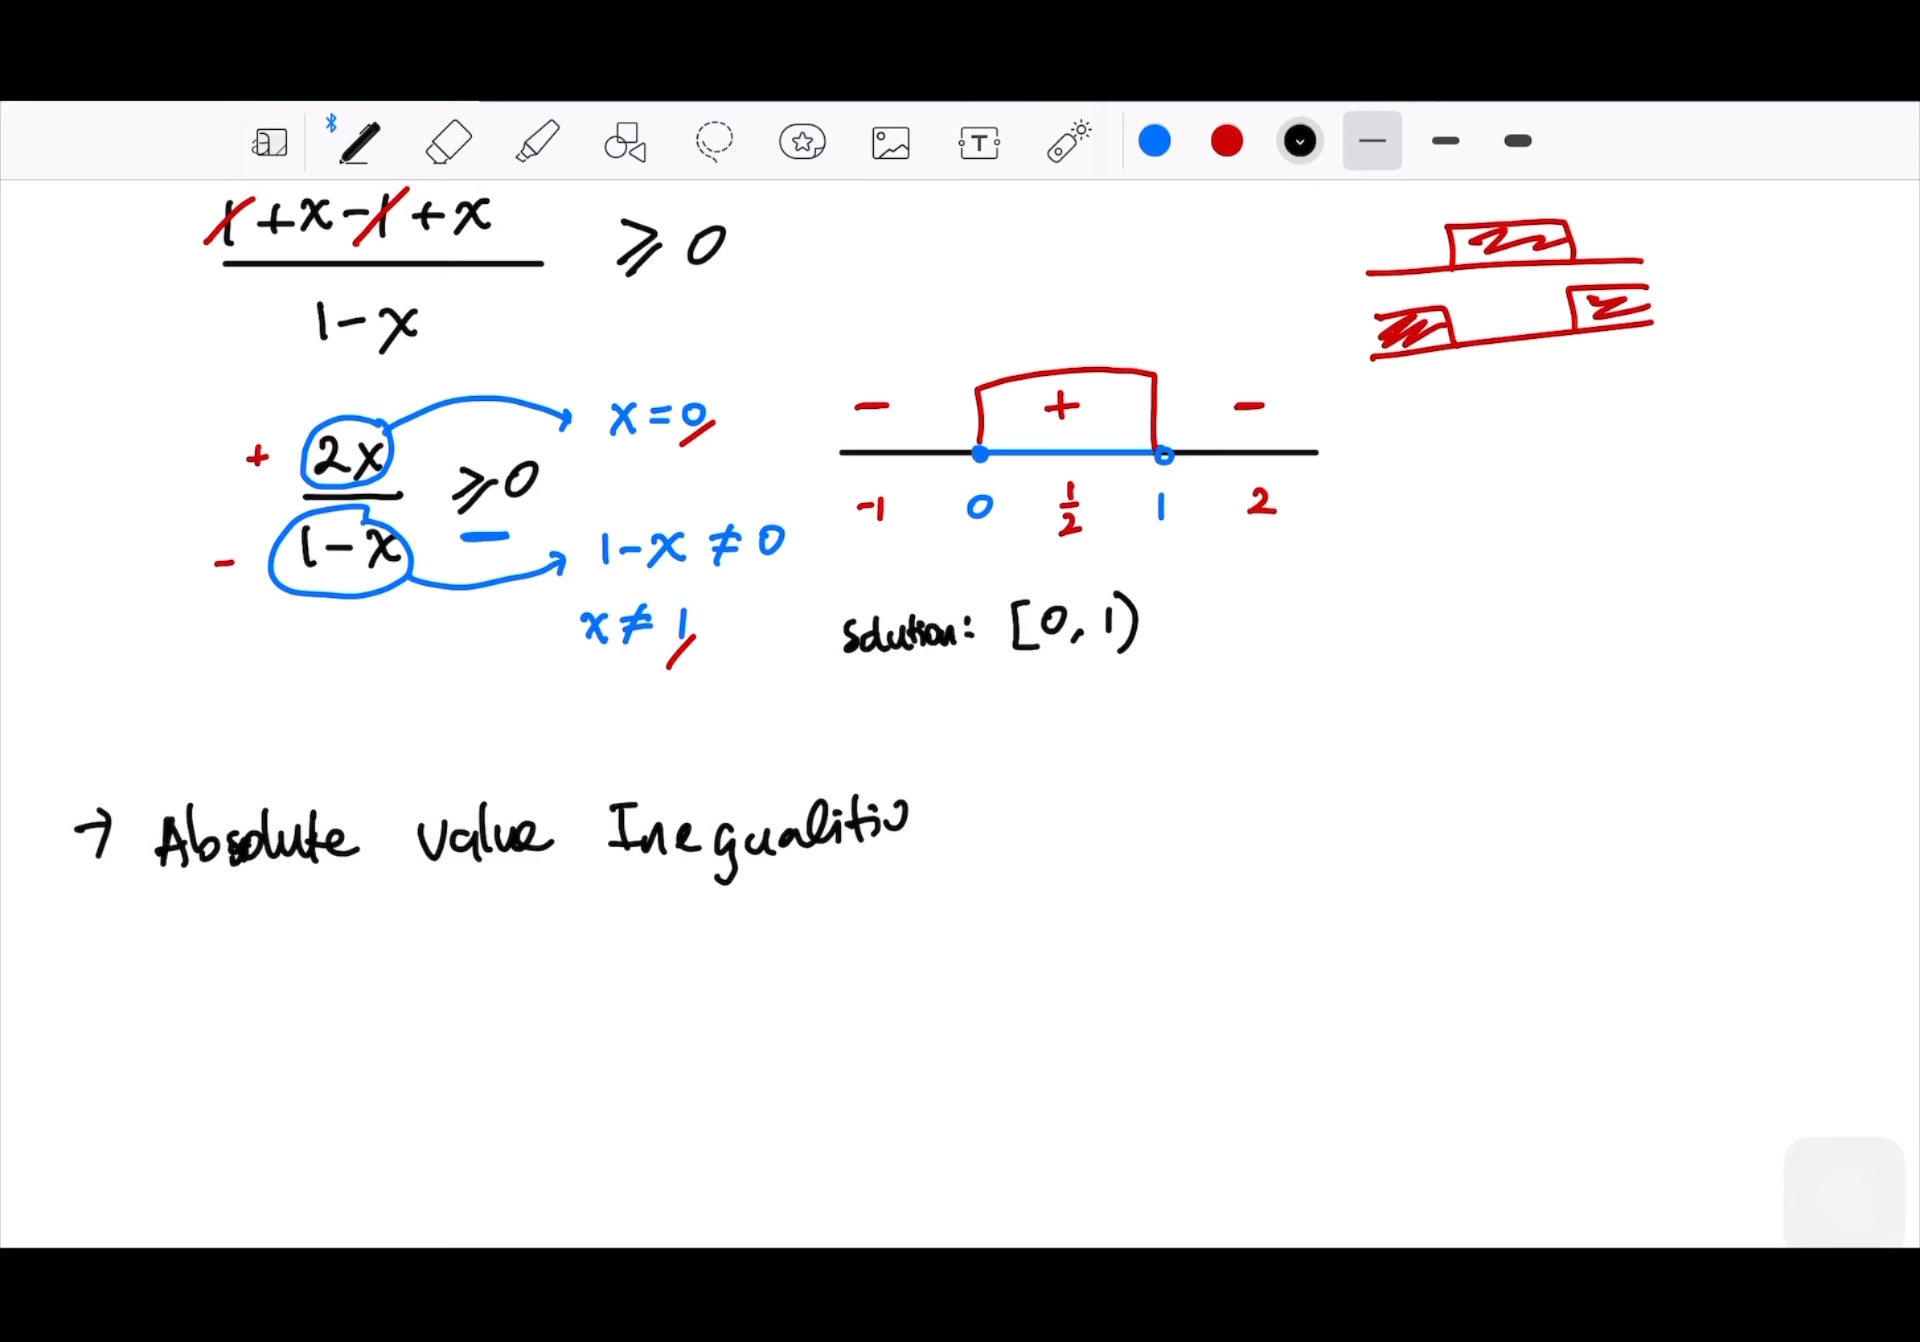 1 + x - 1 + x
――――― ≥ 0
1 - x
x = 0
- + -
+ 2x
―― ≥ 0
- 1 - x
-1 0 1/2 1 2
1 - x ≠ 0
x ≠ 1
Solution: [0, 1)
→ Absolute value Inequalitio